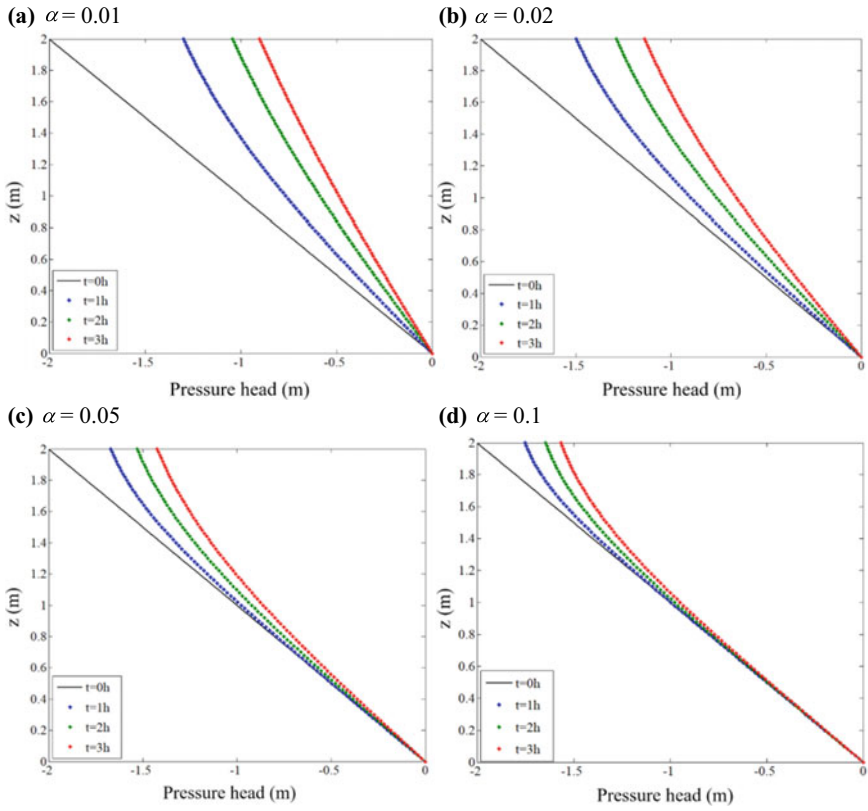 (a) α = 0.01
2
1.8
1.6
1.4
1.2
1
0.8
0.6
0.4
0.2
0
z (m)
t=0h
t=1h
t=2h
t=3h
-2 -1.5 -1 -0.5 0
Pressure head (m)
(b) α = 0.02
2
1.8
1.6
1.4
1.2
1
0.8
0.6
0.4
0.2
0
z (m)
t=0h
t=1h
t=2h
t=3h
-2 -1.5 -1 -0.5 0
Pressure head (m)
(c) α = 0.05
2
1.8
1.6
1.4
1.2
1
0.8
0.6
0.4
0.2
0
z (m)
t=0h
t=1h
t=2h
t=3h
-2 -1.5 -1 -0.5 0
Pressure head (m)
(d) α = 0.1
2
1.8
1.6
1.4
1.2
1
0.8
0.6
0.4
0.2
0
z (m)
t=0h
t=1h
t=2h
t=3h
-2 -1.5 -1 -0.5 0
Pressure head (m)